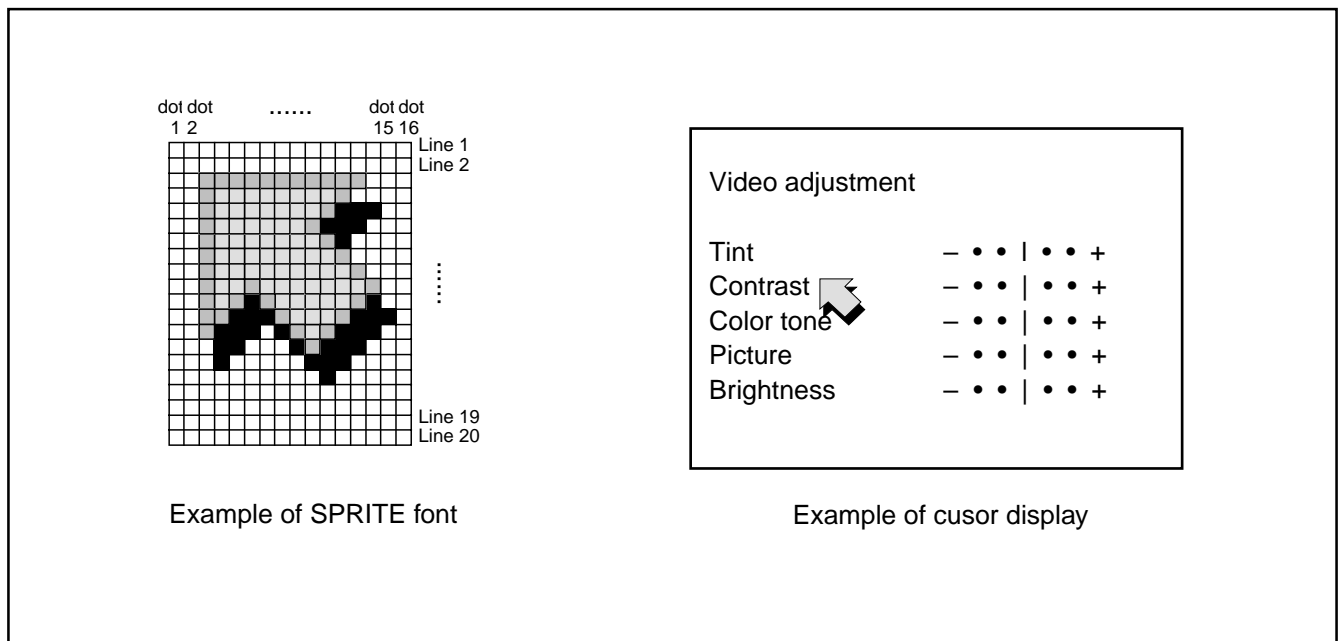 dot dot ...... dot dot
1 2 15 16
Line 1
Line 2
......
Line 19
Line 20
Example of SPRITE font
Video adjustment
Tint – • • | • • +
Contrast – • • | • • +
Color tone – • • | • • +
Picture – • • | • • +
Brightness – • • | • • +
Example of cusor display